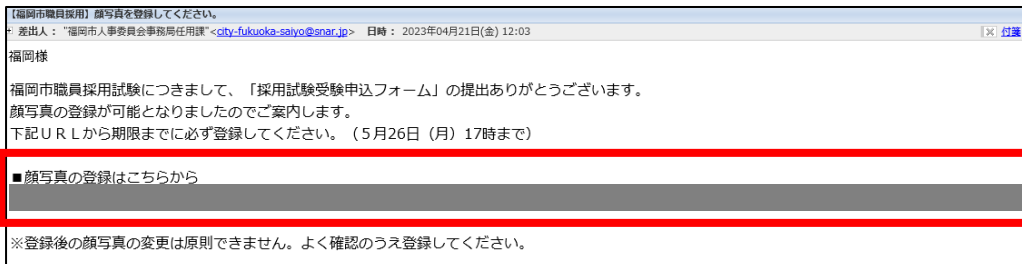 【福岡市職員採用】顔写真を登録してください。
差出人： "福岡市人事委員会事務局任用課"<city-fukuoka-saiyo@snar.jp> 日時： 2023年04月21日(金) 12:03 付箋
福岡様
福岡市職員採用試験につきまして、「採用試験受験申込フォーム」の提出ありがとうございます。
顔写真の登録が可能となりましたのでご案内します。
下記ＵＲＬから期限までに必ず登録してください。（５月26日（月）17時まで）
■顔写真の登録はこちらから
※登録後の顔写真の変更は原則できません。よく確認のうえ登録してください。